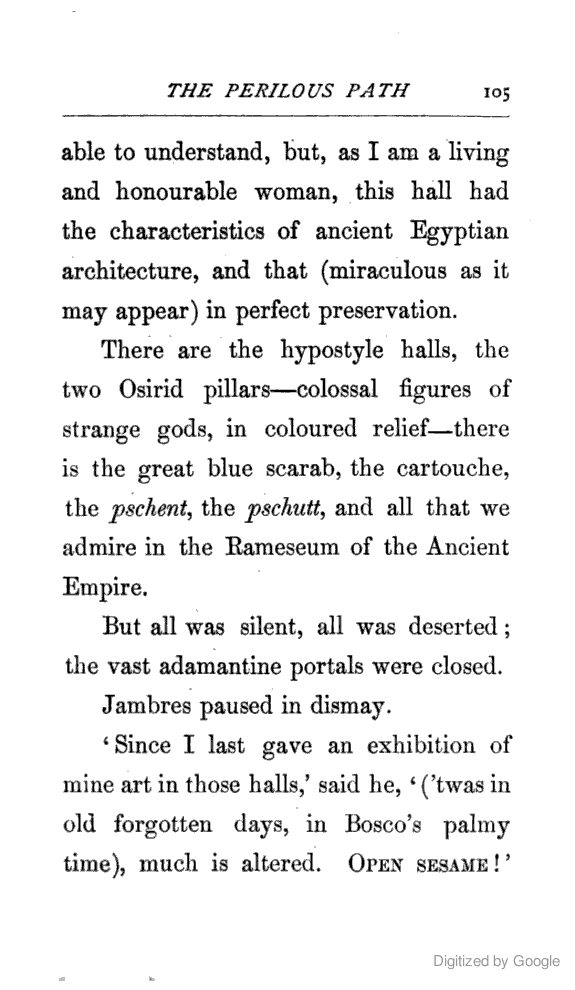 THE PERILOUS PATH 105
able to understand, but, as I am a living
and honourable woman, this hall had
the characteristics of ancient Egyptian
architecture, and that (miraculous as it
may appear) in perfect preservation.
There are the hypostyle halls, the
two Osirid pillars—colossal figures of
strange gods, in coloured relief—there
is the great blue scarab, the cartouche,
the pschent, the pschutt, and all that we
admire in the Rameseum of the Ancient
Empire.
But all was silent, all was deserted;
the vast adamantine portals were closed.
Jambres paused in dismay.
‘Since I last gave an exhibition of
mine art in those halls,’ said he, ‘(’twas in
old forgotten days, in Bosco’s palmy
time), much is altered. OPEN SESAME!’
Digitized by Google